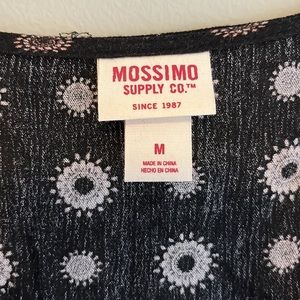 MOSSIMO
SUPPLY CO.™
SINCE 1987
M
MADE IN CHINA
HECHO EN CHINA